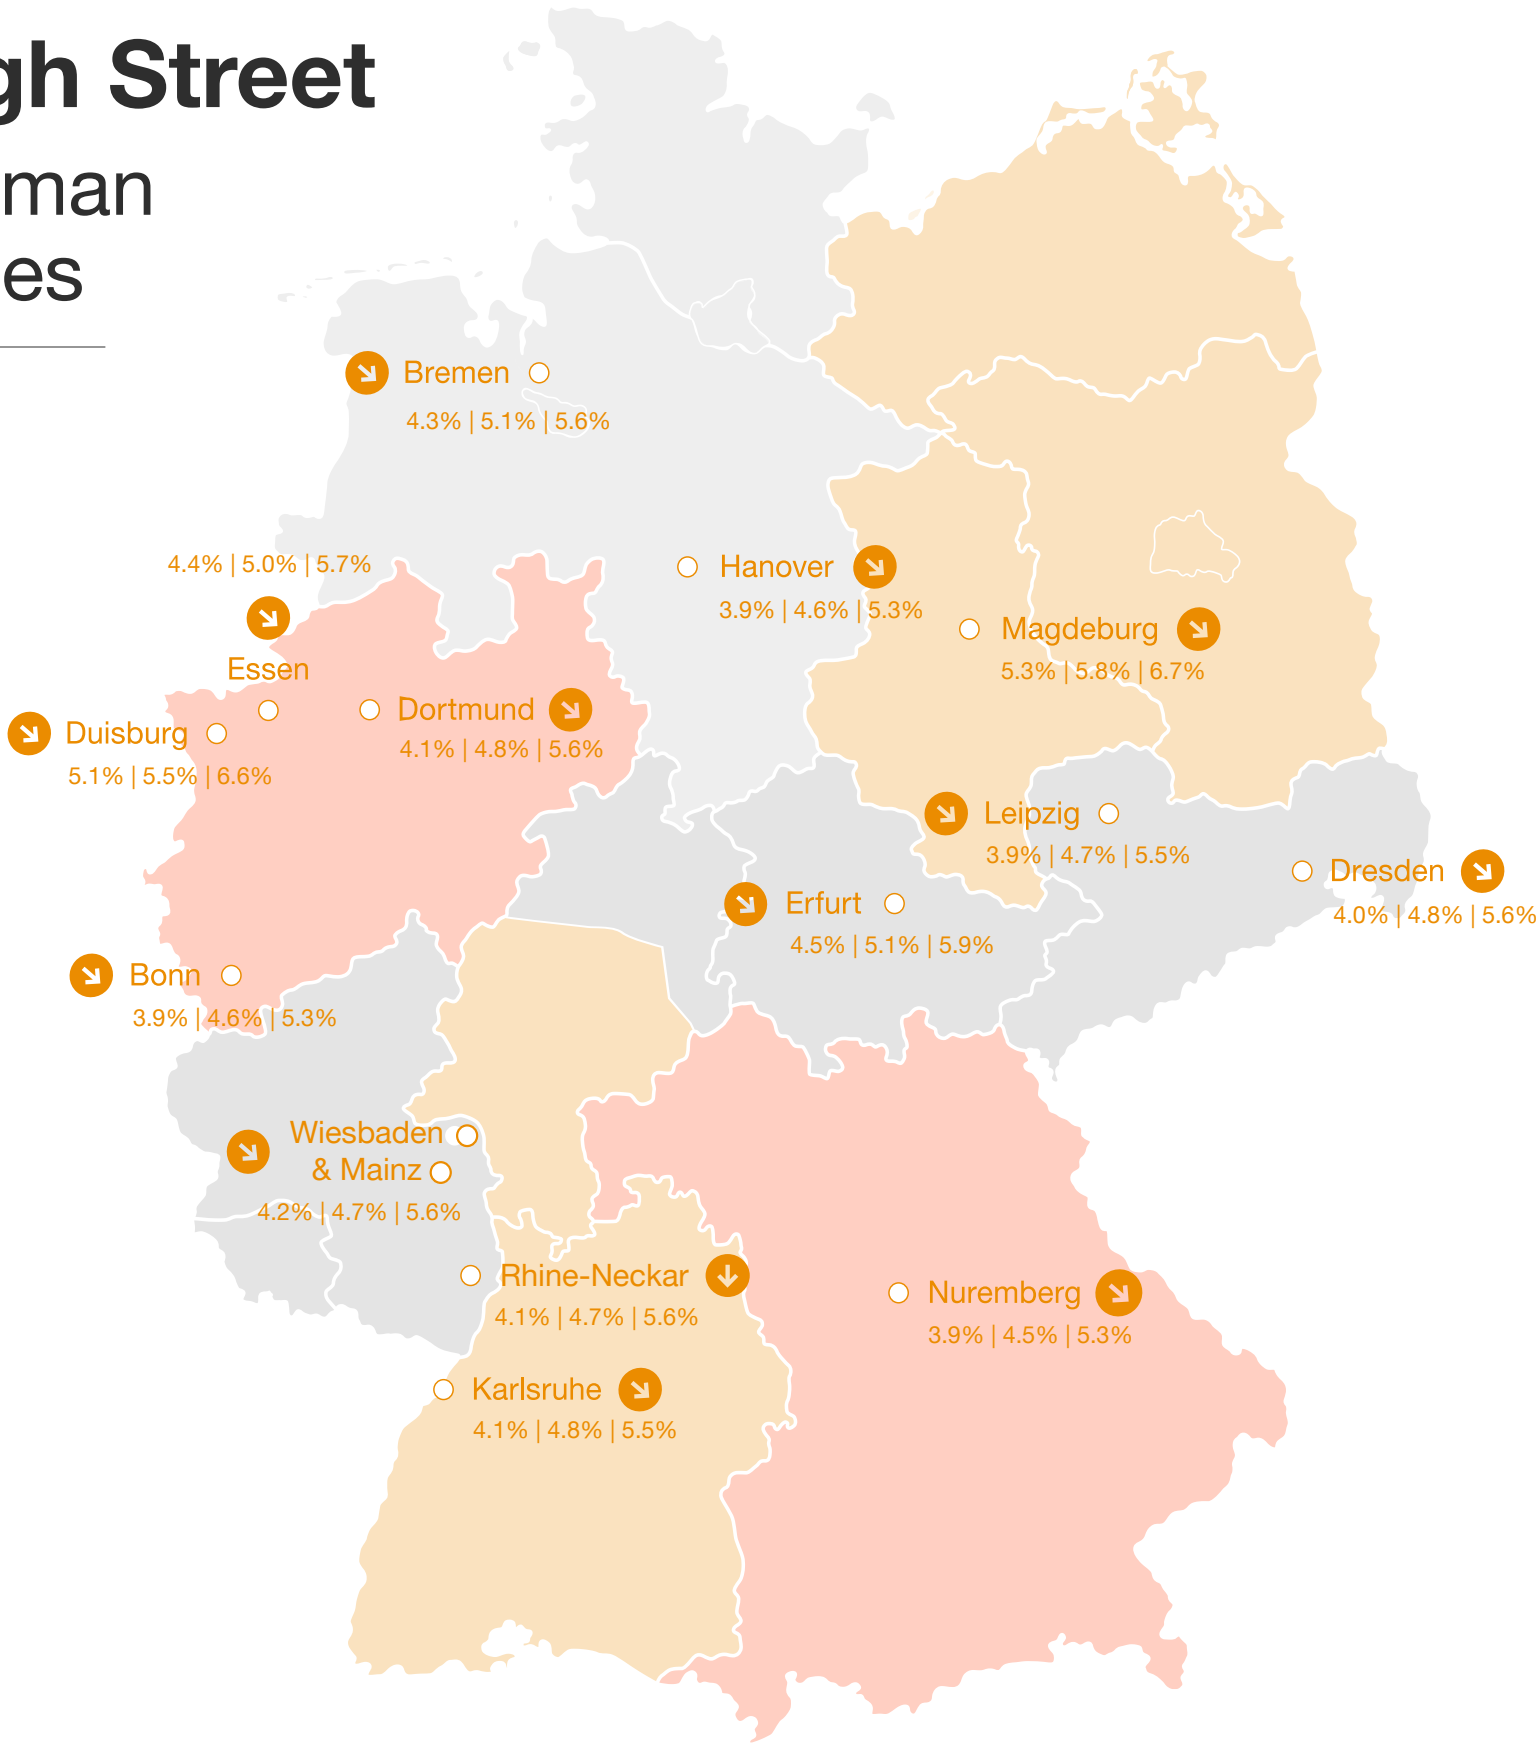 gh Street
man
es
Bremen
4.3% | 5.1% | 5.6%
4.4% | 5.0% | 5.7%
Essen
Hanover
3.9% | 4.6% | 5.3%
Magdeburg
5.3% | 5.8% | 6.7%
Duisburg
5.1% | 5.5% | 6.6%
Dortmund
4.1% | 4.8% | 5.6%
Leipzig
3.9% | 4.7% | 5.5%
Dresden
4.0% | 4.8% | 5.6%
Erfurt
4.5% | 5.1% | 5.9%
Bonn
3.9% | 4.6% | 5.3%
Wiesbaden
& Mainz
4.2% | 4.7% | 5.6%
Rhine-Neckar
4.1% | 4.7% | 5.6%
Nuremberg
3.9% | 4.5% | 5.3%
Karlsruhe
4.1% | 4.8% | 5.5%